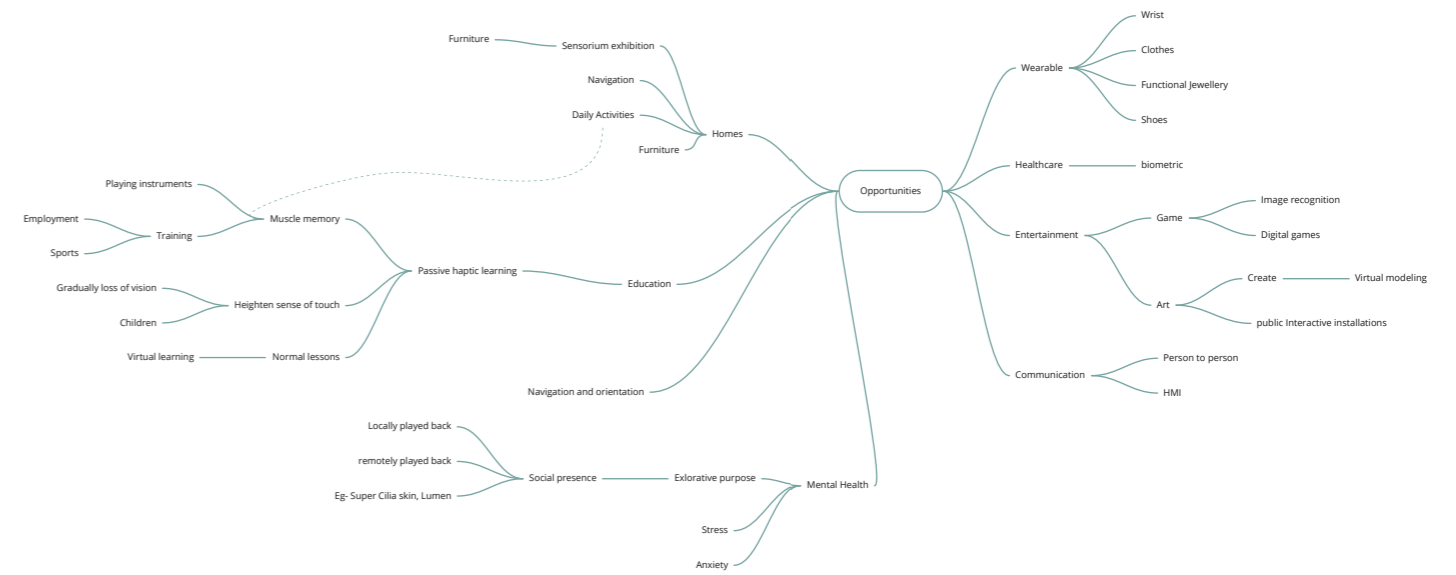 Opportunities
Wearable
Wrist
Clothes
Functional Jewellery
Shoes
Healthcare
biometric
Entertainment
Game
Image recognition
Digital games
Art
Create
Virtual modeling
public Interactive installations
Communication
Person to person
HMI
Homes
Sensorium exhibition
Furniture
Navigation
Daily Activities
Furniture
Education
Passive haptic learning
Muscle memory
Playing instruments
Training
Employment
Sports
Heighten sense of touch
Gradually loss of vision
Children
Normal lessons
Virtual learning
Navigation and orientation
Mental Health
Exlorative purpose
Social presence
Locally played back
remotely played back
Eg- Super Cilia skin, Lumen
Stress
Anxiety